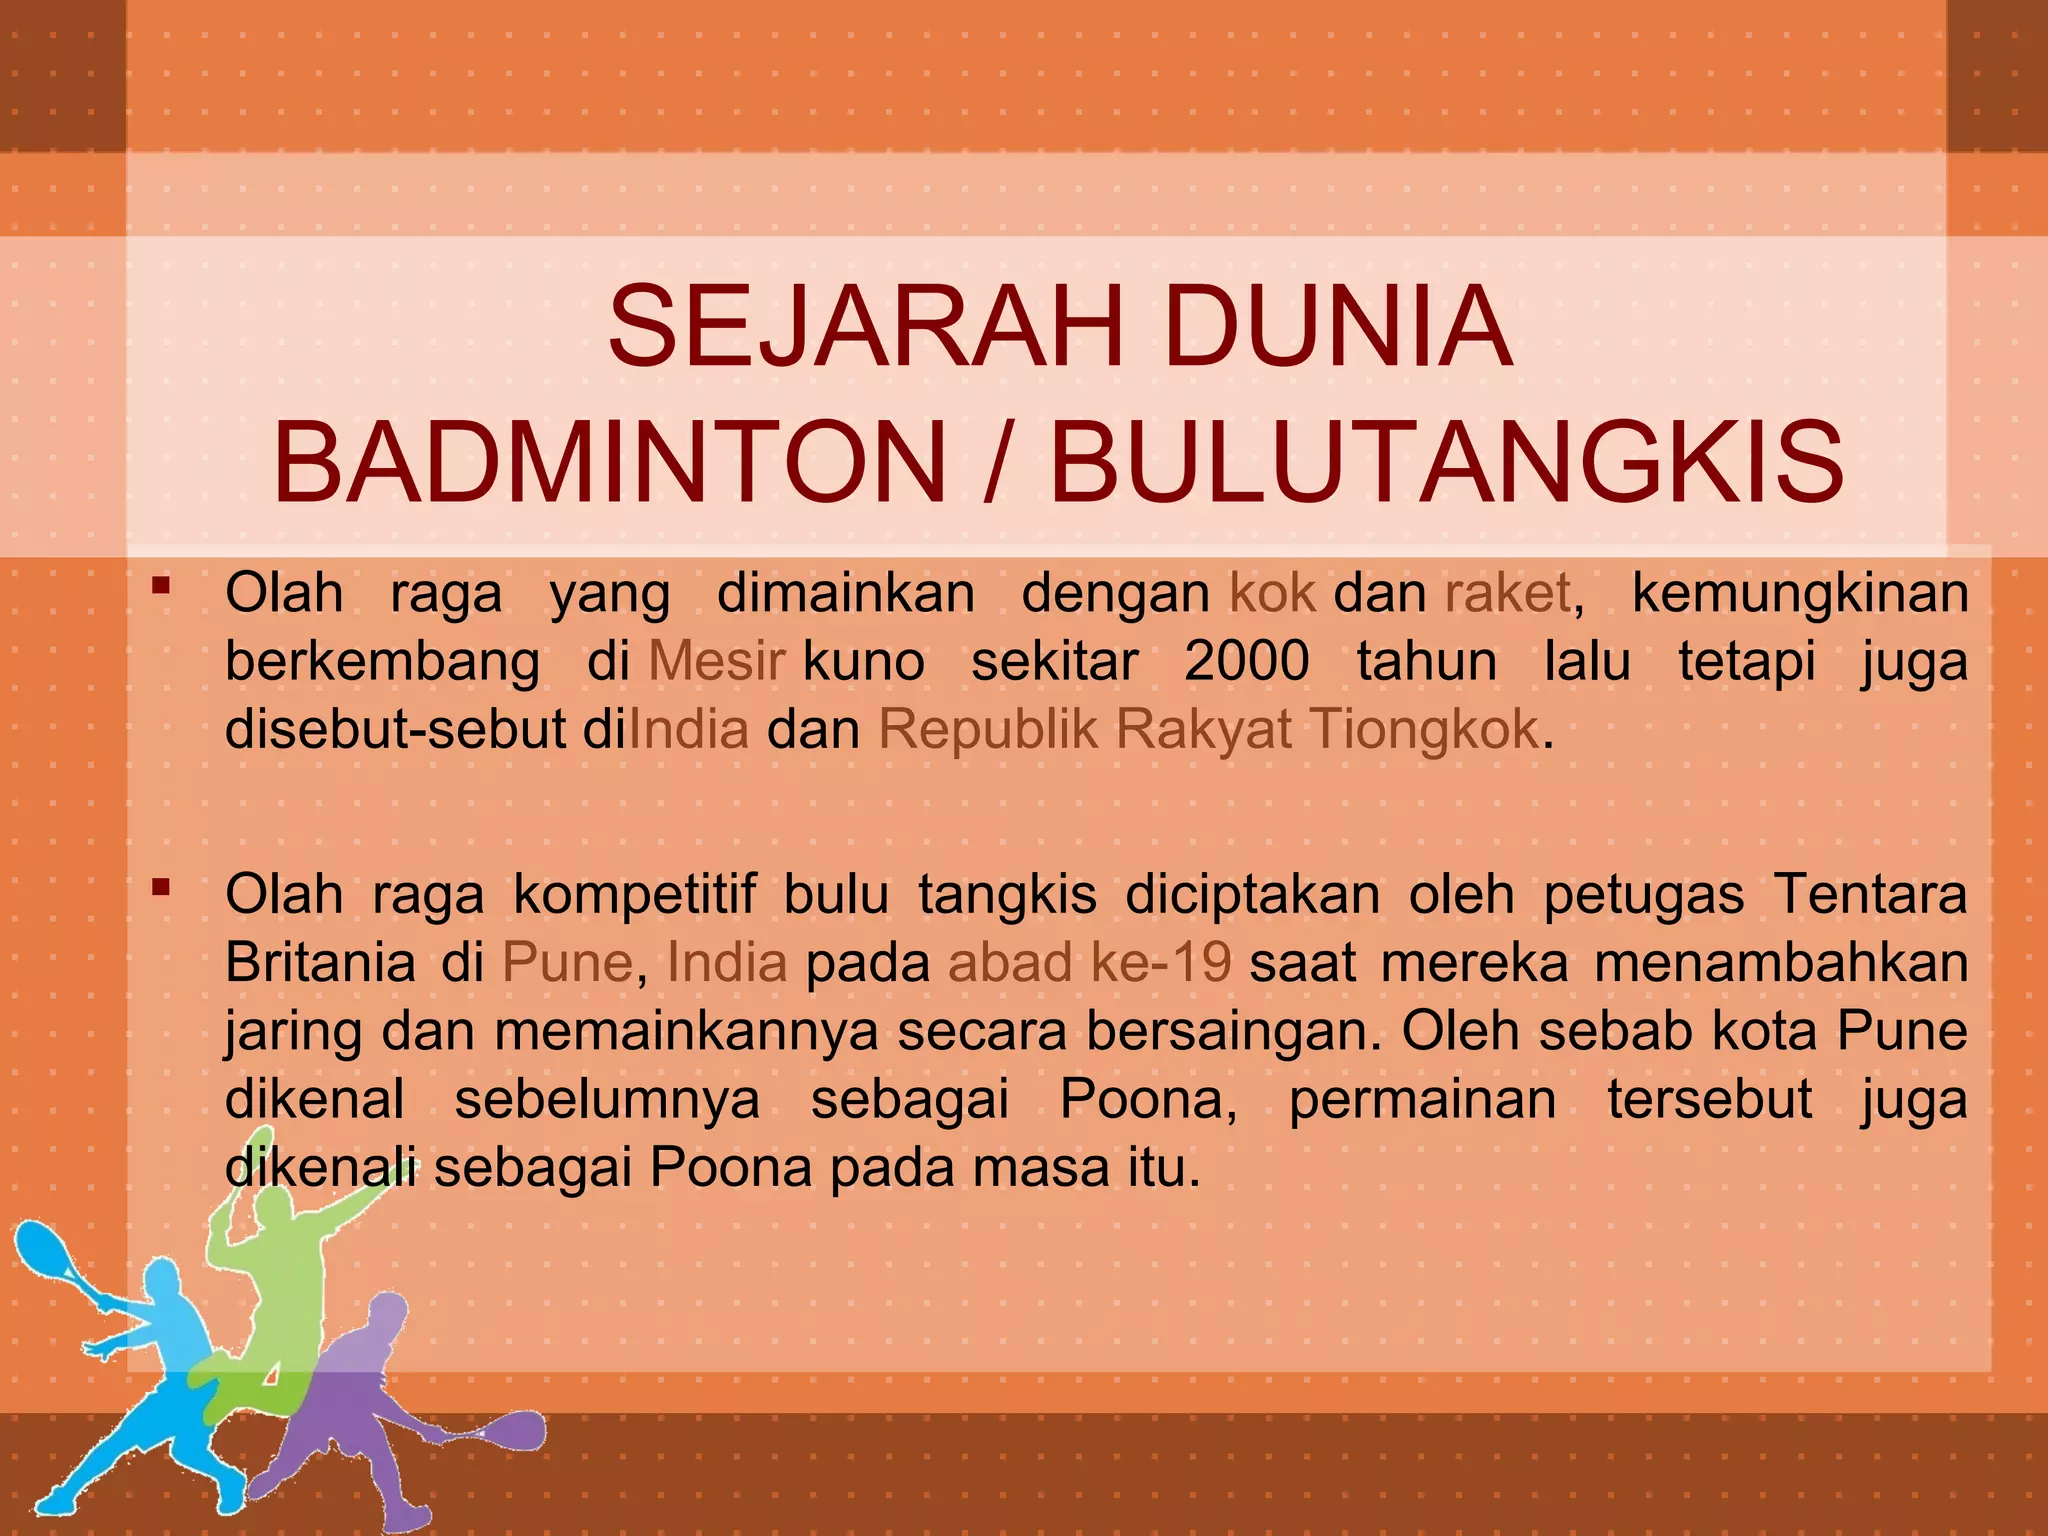 SEJARAH DUNIA
BADMINTON / BULUTANGKIS
▪ Olah raga yang dimainkan dengan kok dan raket, kemungkinan
berkembang di Mesir kuno sekitar 2000 tahun lalu tetapi juga
disebut-sebut diIndia dan Republik Rakyat Tiongkok.
▪ Olah raga kompetitif bulu tangkis diciptakan oleh petugas Tentara
Britania di Pune, India pada abad ke-19 saat mereka menambahkan
jaring dan memainkannya secara bersaingan. Oleh sebab kota Pune
dikenal sebelumnya sebagai Poona, permainan tersebut juga
dikenali sebagai Poona pada masa itu.